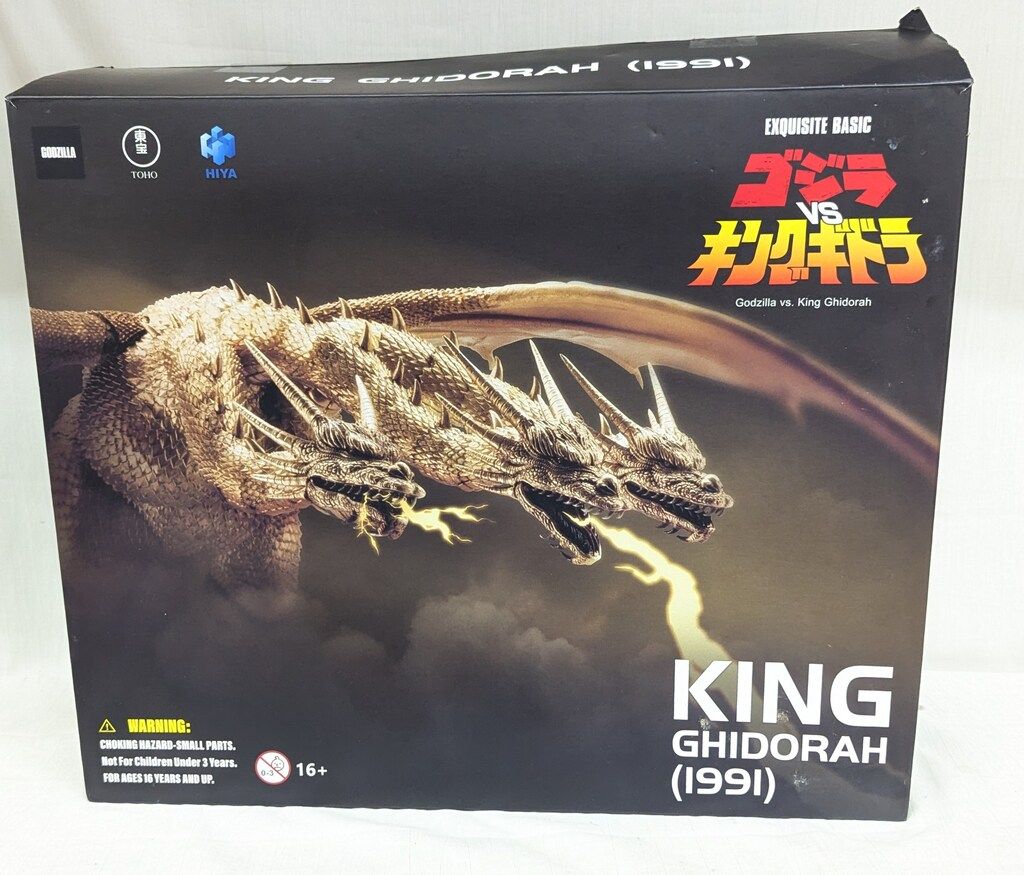 KING GHIDORAH (1991)
GODZILLA
東宝
TOHO
HIYA
EXQUISITE BASIC
ゴジラ
VS
キングギドラ
Godzilla vs. King Ghidorah
KING
GHIDORAH
(1991)
WARNING:
CHOKING HAZARD-SMALL PARTS.
Not For Children Under 3 Years.
FOR AGES 16 YEARS AND UP.
0-3
16+